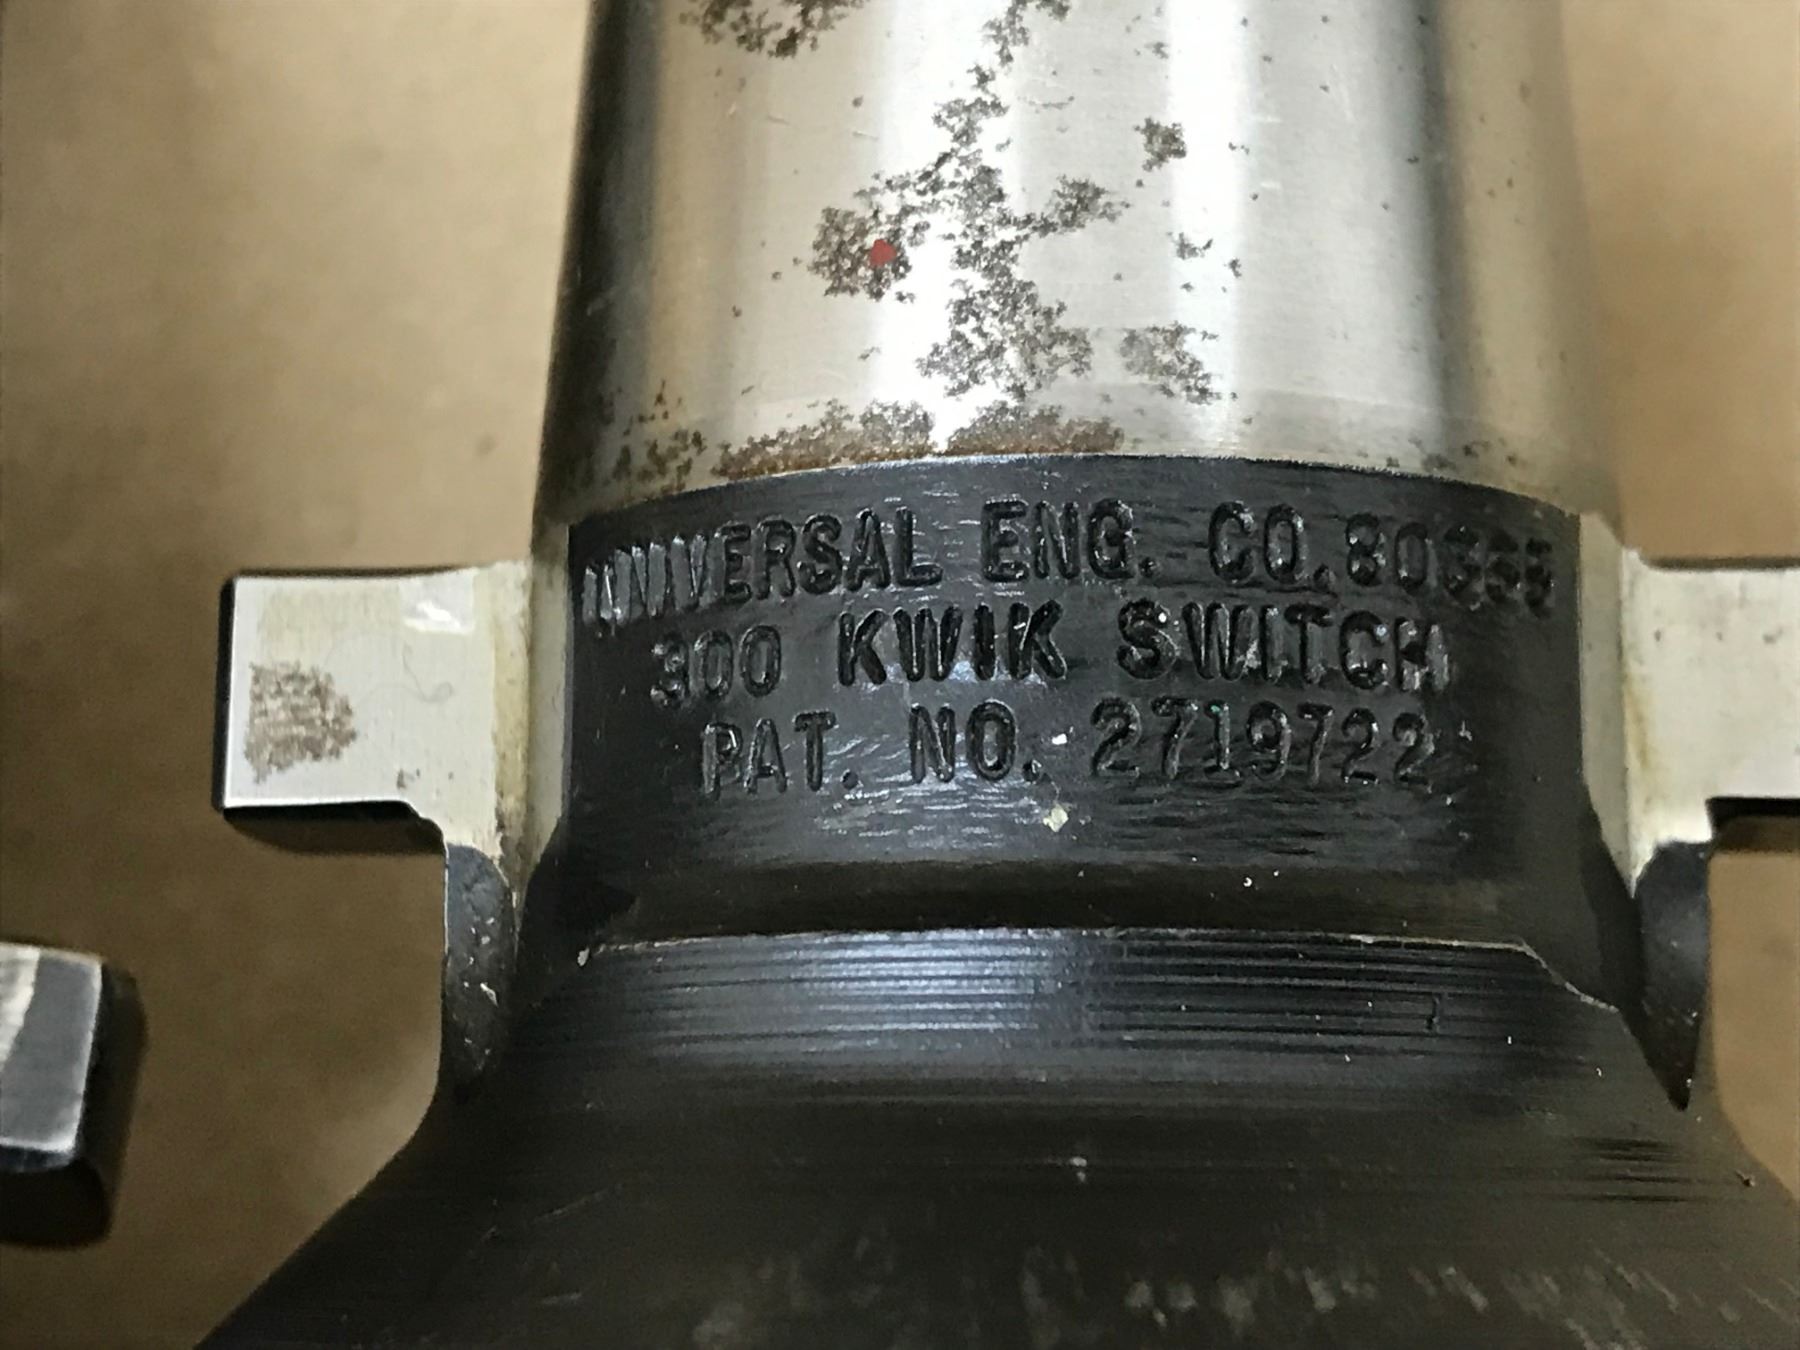 UNIVERSAL ENG. CO.
300 KWIK SWITCH
PAT. NO. 2719722